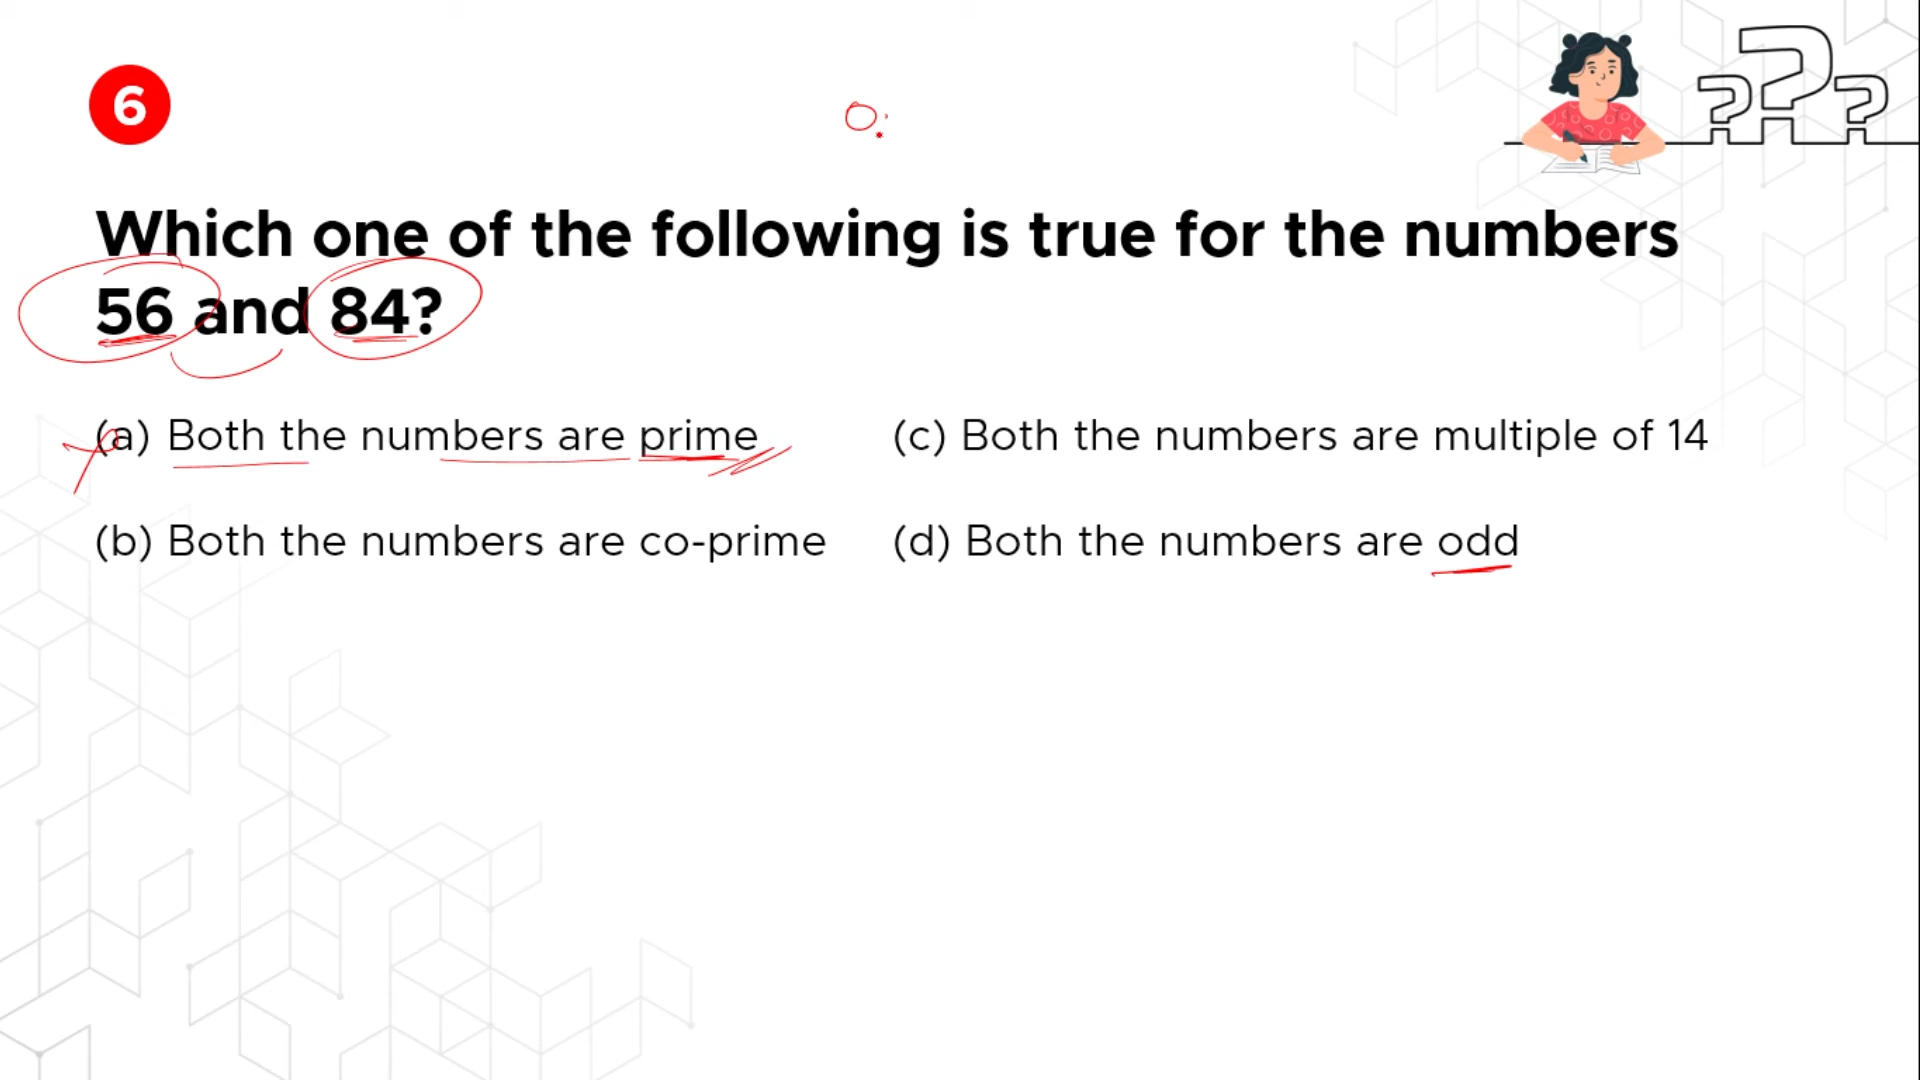 6
Which one of the following is true for the numbers
56 and 84?
(a) Both the numbers are prime
(c) Both the numbers are multiple of 14
(b) Both the numbers are co-prime
(d) Both the numbers are odd